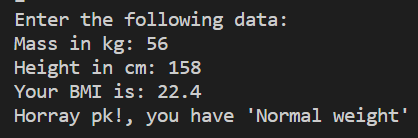 Enter the following data:
Mass in kg: 56
Height in cm: 158
Your BMI is: 22.4
Horray pk!, you have 'Normal weight'